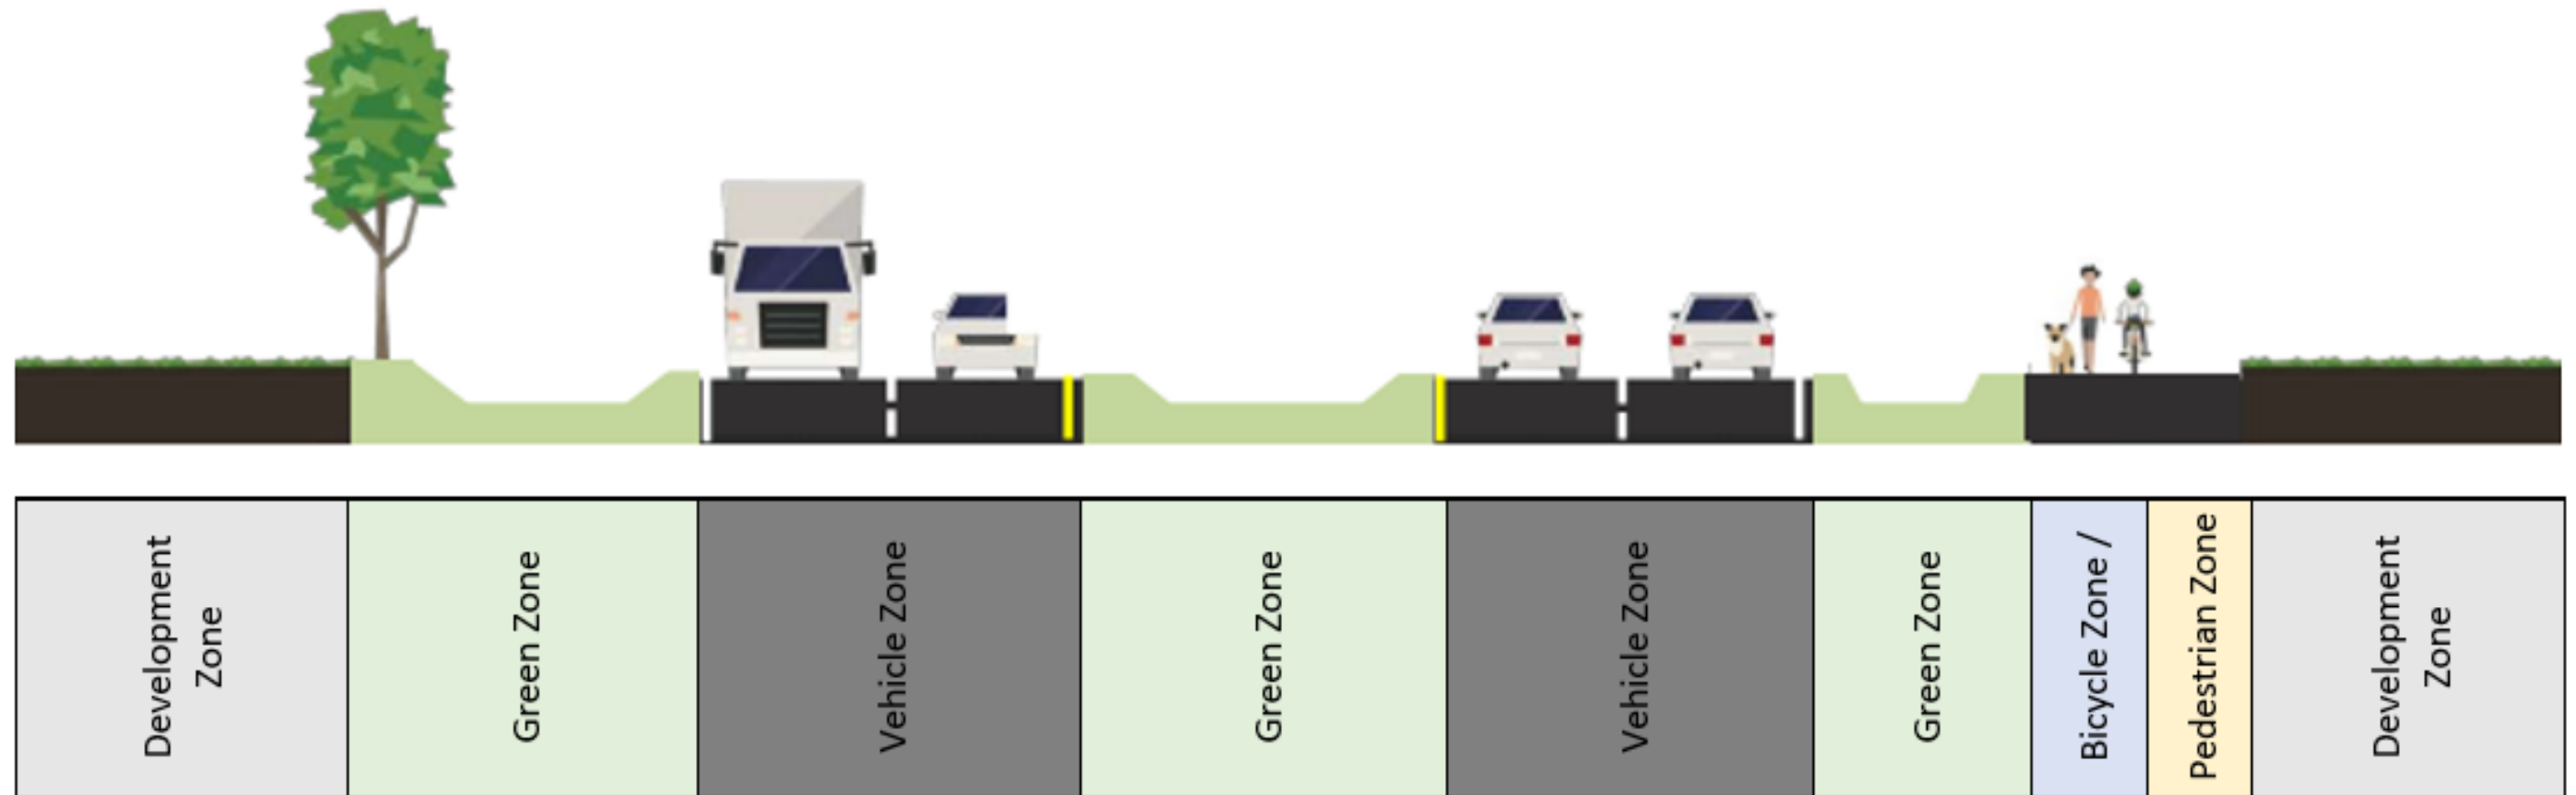 Development
Zone
Green Zone
Vehicle Zone
Green Zone
Vehicle Zone
Green Zone
Bicycle Zone /
Pedestrian Zone
Development
Zone